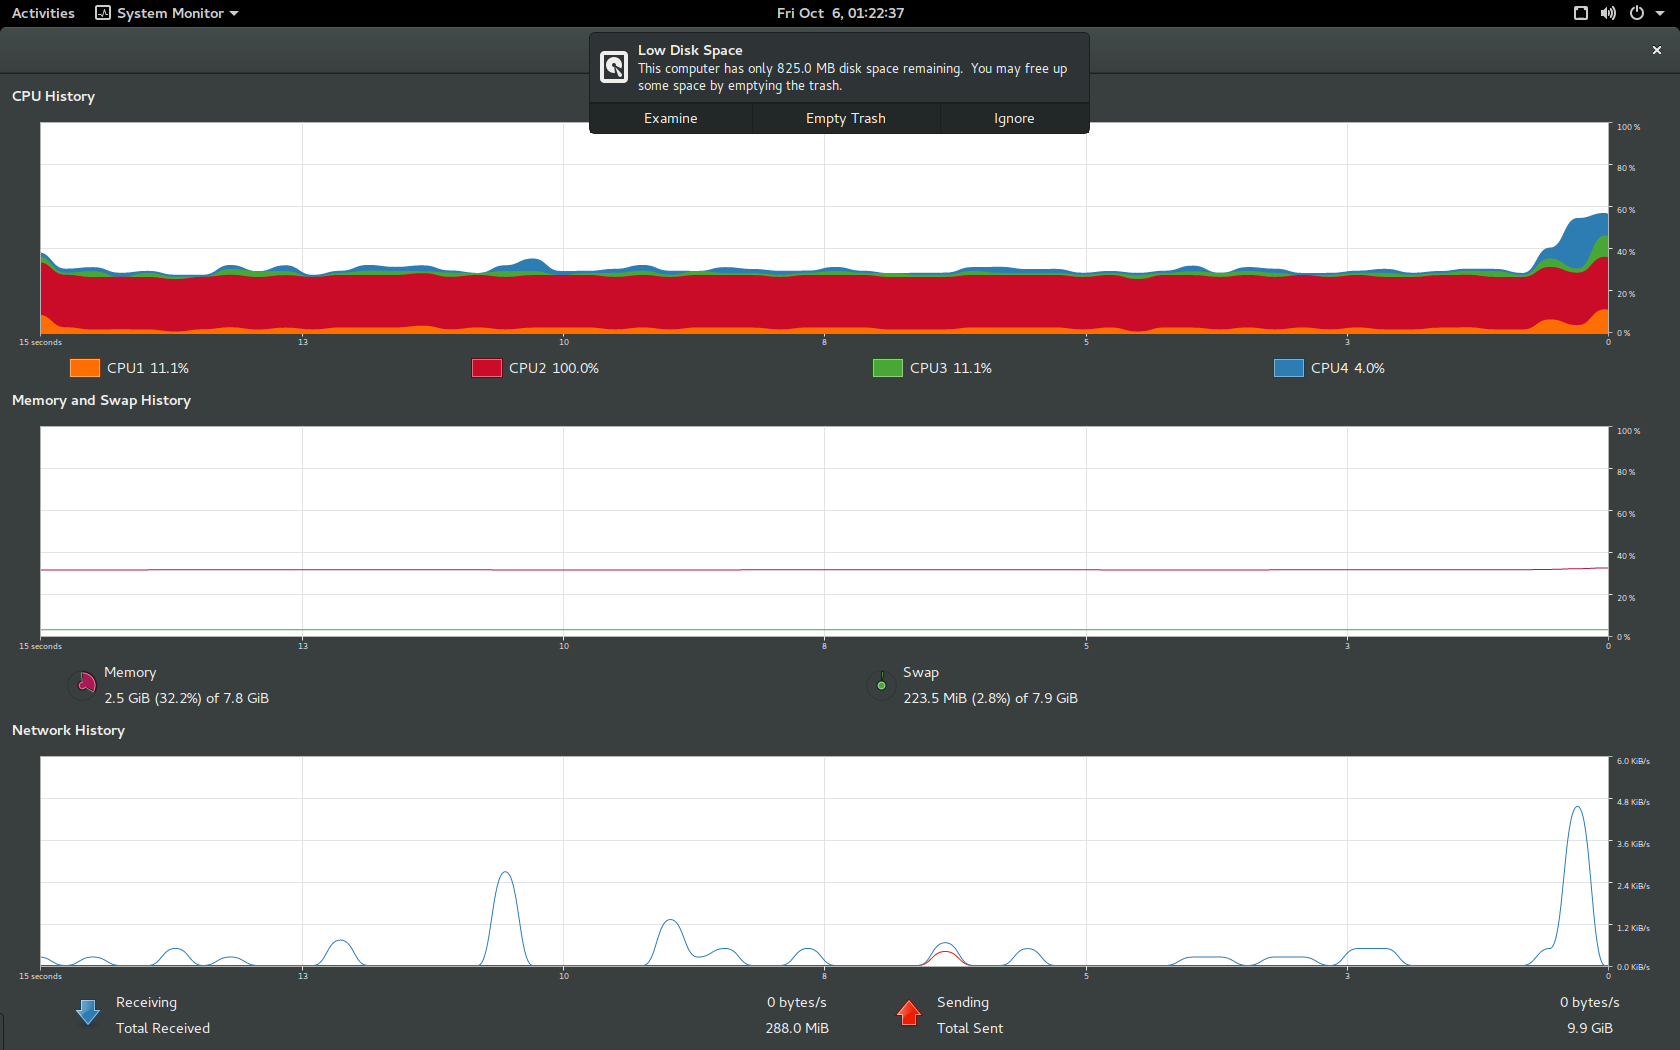 Activities System Monitor Fri Oct 6, 01:22:37
Low Disk Space
This computer has only 825.0 MB disk space remaining. You may free up
some space by emptying the trash.
Examine Empty Trash Ignore
CPU History
100 %
80 %
60 %
40 %
20 %
0 %
15 seconds 13 10 8 5 3 0
CPU1 11.1% CPU2 100.0% CPU3 11.1% CPU4 4.0%
Memory and Swap History
100 %
80 %
60 %
40 %
20 %
0 %
15 seconds 13 10 8 5 3 0
Memory Swap
2.5 GiB (32.2%) of 7.8 GiB 223.5 MiB (2.8%) of 7.9 GiB
Network History
6.0 KiB/s
4.8 KiB/s
3.6 KiB/s
2.4 KiB/s
1.2 KiB/s
0.0 KiB/s
15 seconds 13 10 8 5 3 0
Receiving 0 bytes/s Sending 0 bytes/s
Total Received 288.0 MiB Total Sent 9.9 GiB